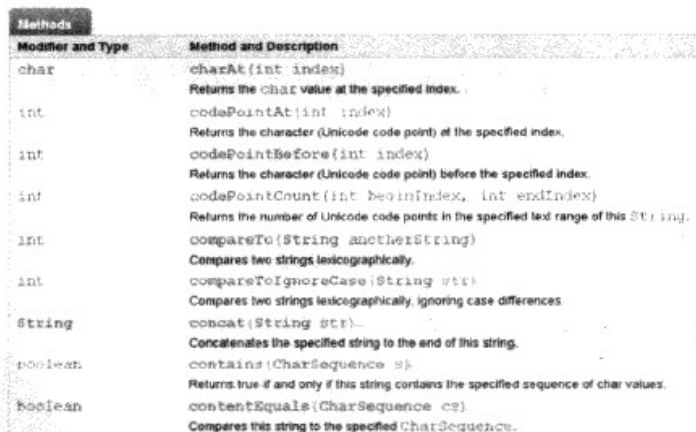 Methods
Modifier and Type Method and Description
char charAt(int index)
Returns the char value at the specified index.
int codePointAt(int index)
Returns the character (Unicode code point) at the specified index.
int codePointBefore(int index)
Returns the character (Unicode code point) before the specified index.
int codePointCount(int beginIndex, int endIndex)
Returns the number of Unicode code points in the specified text range of this String.
int compareTo(String anotherString)
Compares two strings lexicographically.
int compareToIgnoreCase(String str)
Compares two strings lexicographically, ignoring case differences.
String concat(String str)
Concatenates the specified string to the end of this string.
boolean contains(CharSequence s)
Returns true if and only if this string contains the specified sequence of char values.
boolean contentEquals(CharSequence cs)
Compares this string to the specified CharSequence.